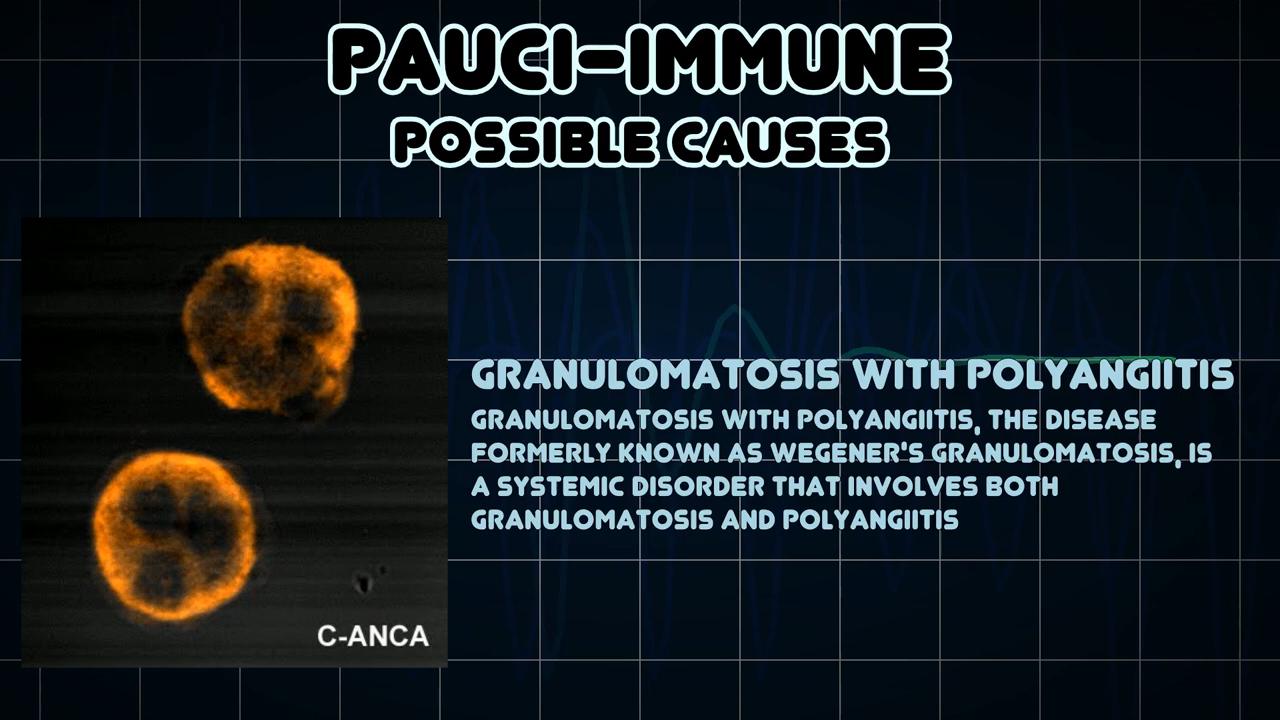 PAUCI-IMMUNE
POSSIBLE CAUSES
GRANULOMATOSIS WITH POLYANGIITIS
GRANULOMATOSIS WITH POLYANGIITIS, THE DISEASE
FORMERLY KNOWN AS WEGENER'S GRANULOMATOSIS, IS
A SYSTEMIC DISORDER THAT INVOLVES BOTH
GRANULOMATOSIS AND POLYANGIITIS
C-ANCA